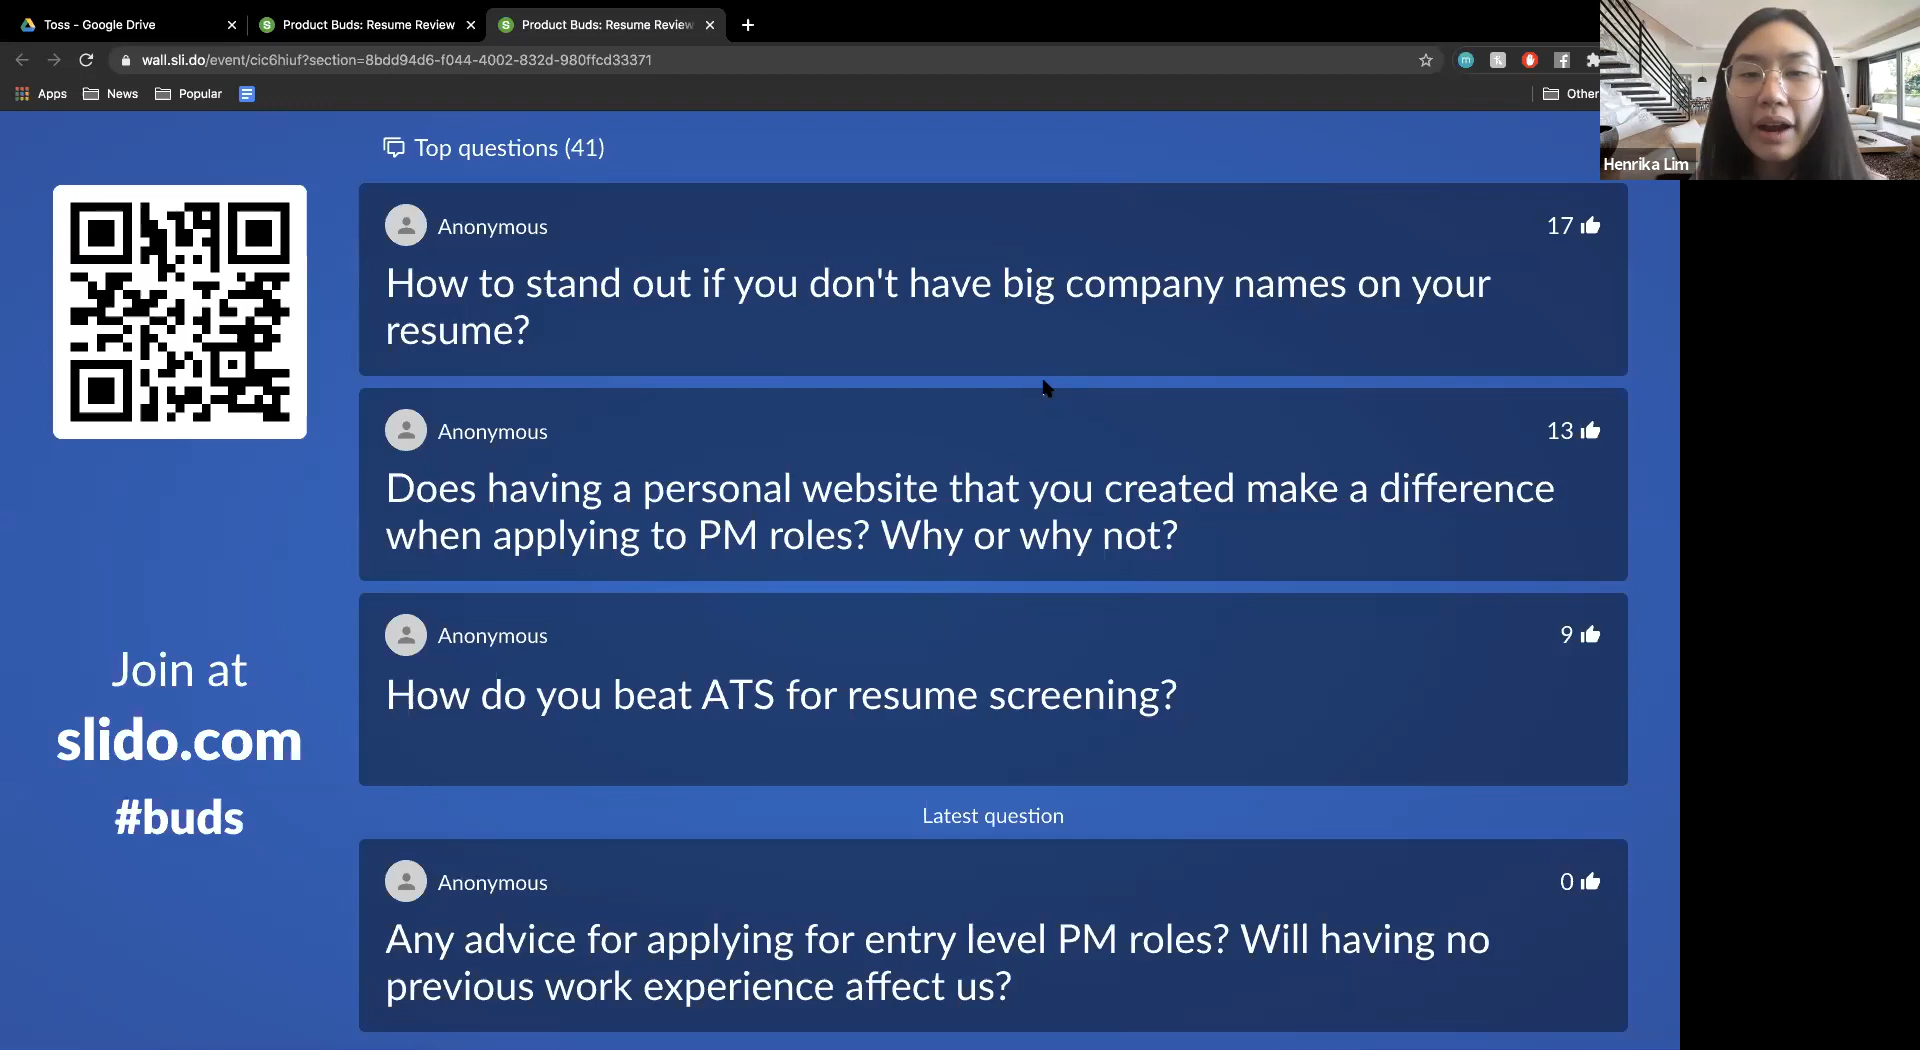 Toss - Google Drive
Product Buds: Resume Review
Product Buds: Resume Review
wall.sli.do/event/cic6hiuf?section=8bdd94d6-f044-4002-832d-980ffcd33371
Apps
News
Popular
Other
Henrika Lim
Top questions (41)
Anonymous
17
How to stand out if you don't have big company names on your
resume?
Anonymous
13
Does having a personal website that you created make a difference
when applying to PM roles? Why or why not?
Anonymous
9
How do you beat ATS for resume screening?
Join at
slido.com
#buds
Latest question
Anonymous
0
Any advice for applying for entry level PM roles? Will having no
previous work experience affect us?